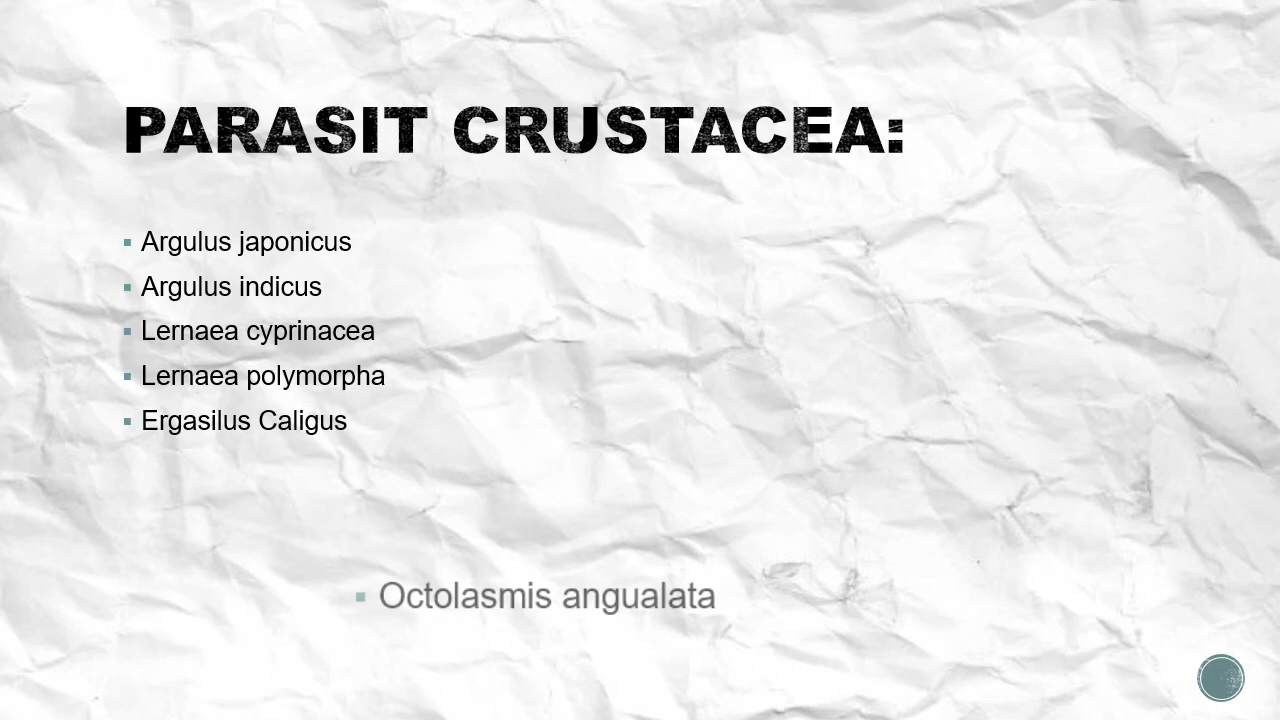 PARASIT CRUSTACEA:
Argulus japonicus
Argulus indicus
Lernaea cyprinacea
Lernaea polymorpha
Ergasilus Caligus
Octolasmis angualata